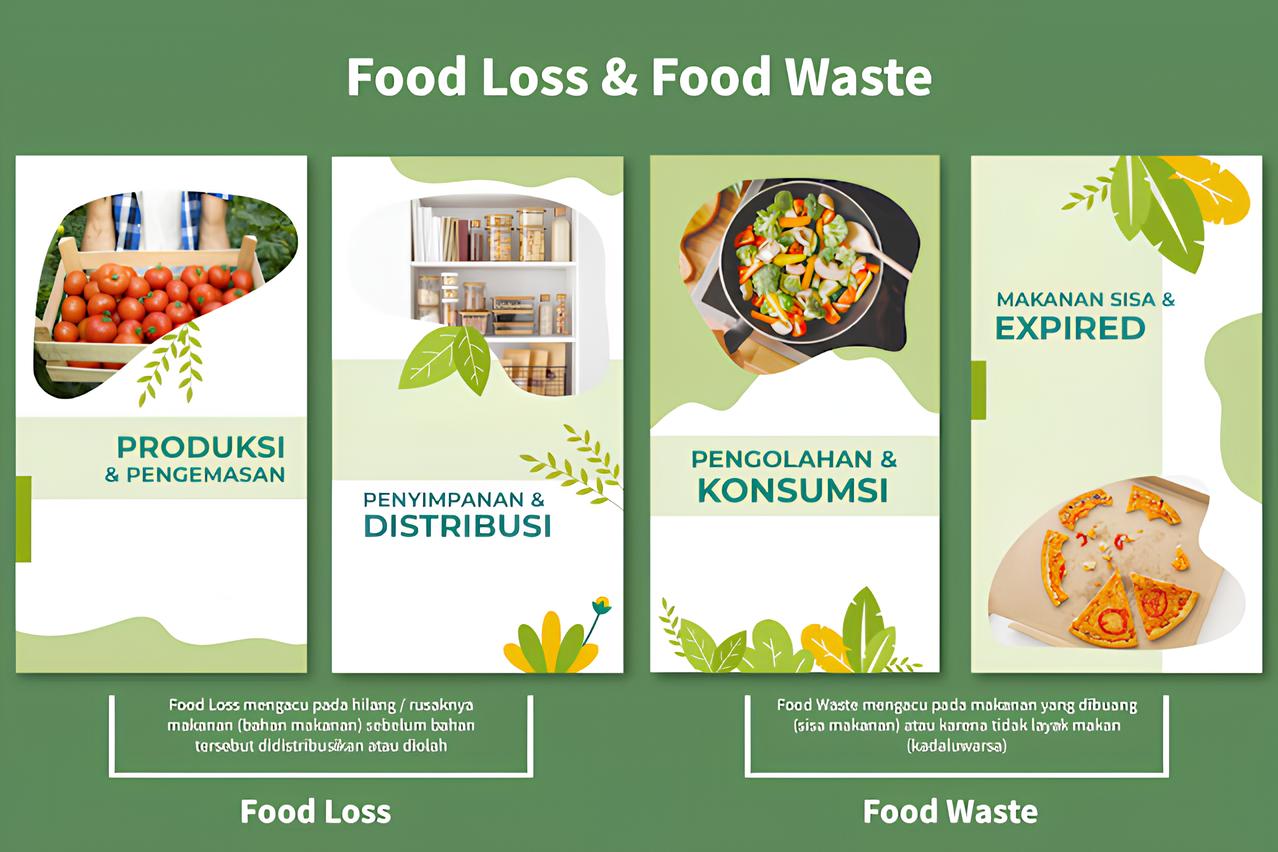 Food Loss & Food Waste
PRODUKSI
& PENGEMASAN
PENYIMPANAN &
DISTRIBUSI
PENGOLAHAN &
KONSUMSI
MAKANAN SISA &
EXPIRED
Food Loss mengacu pada hilang / rusaknya
makanan (bahan makanan) sebelum bahan
tersebut didistribusikan atau diolah
Food Loss
Food Waste mengacu pada makanan yang dibuang
(sisa makanan) atau karena tidak layak makan
(kadaluwarsa)
Food Waste